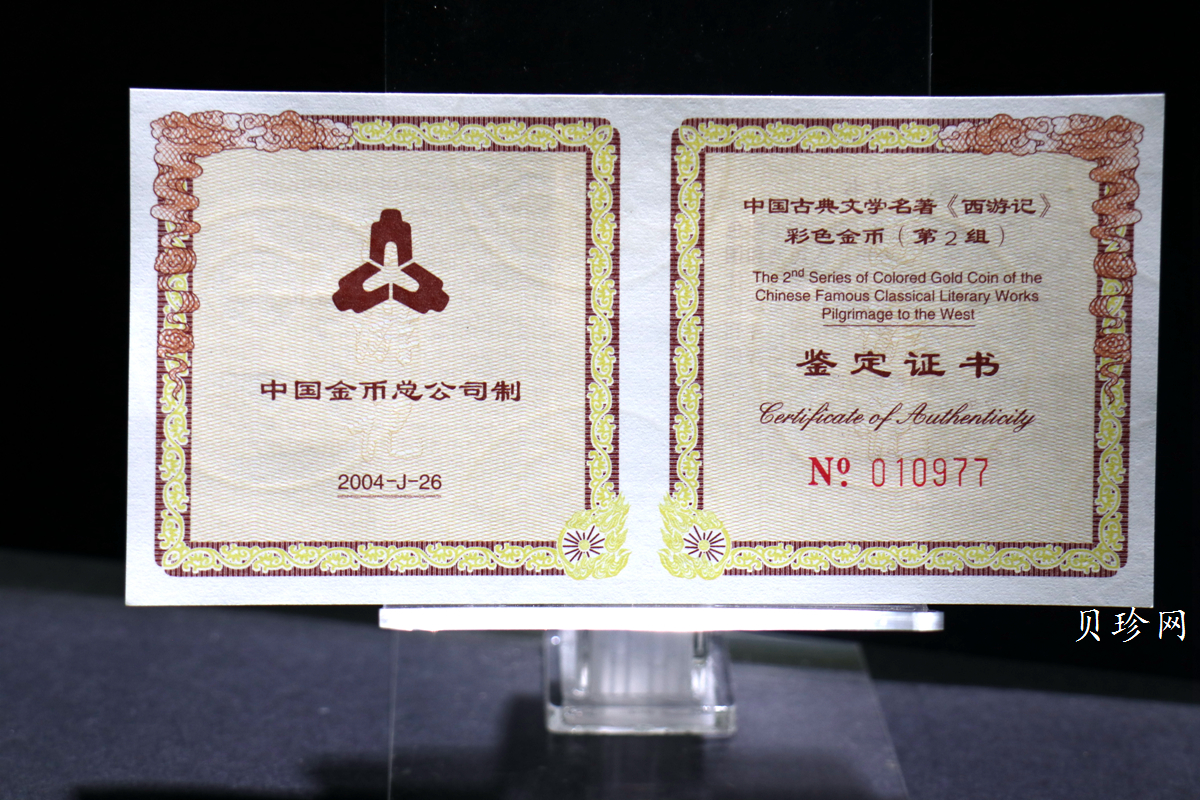 中国金币总公司制
2004-J-26
中国古典文学名著《西游记》
彩色金币(第2组)
The 2nd Series of Colored Gold Coin of the
Chinese Famous Classical Literary Works
Pilgrimage to the West
鉴定证书
Certificate of Authenticity
Nº 010977
贝珍网